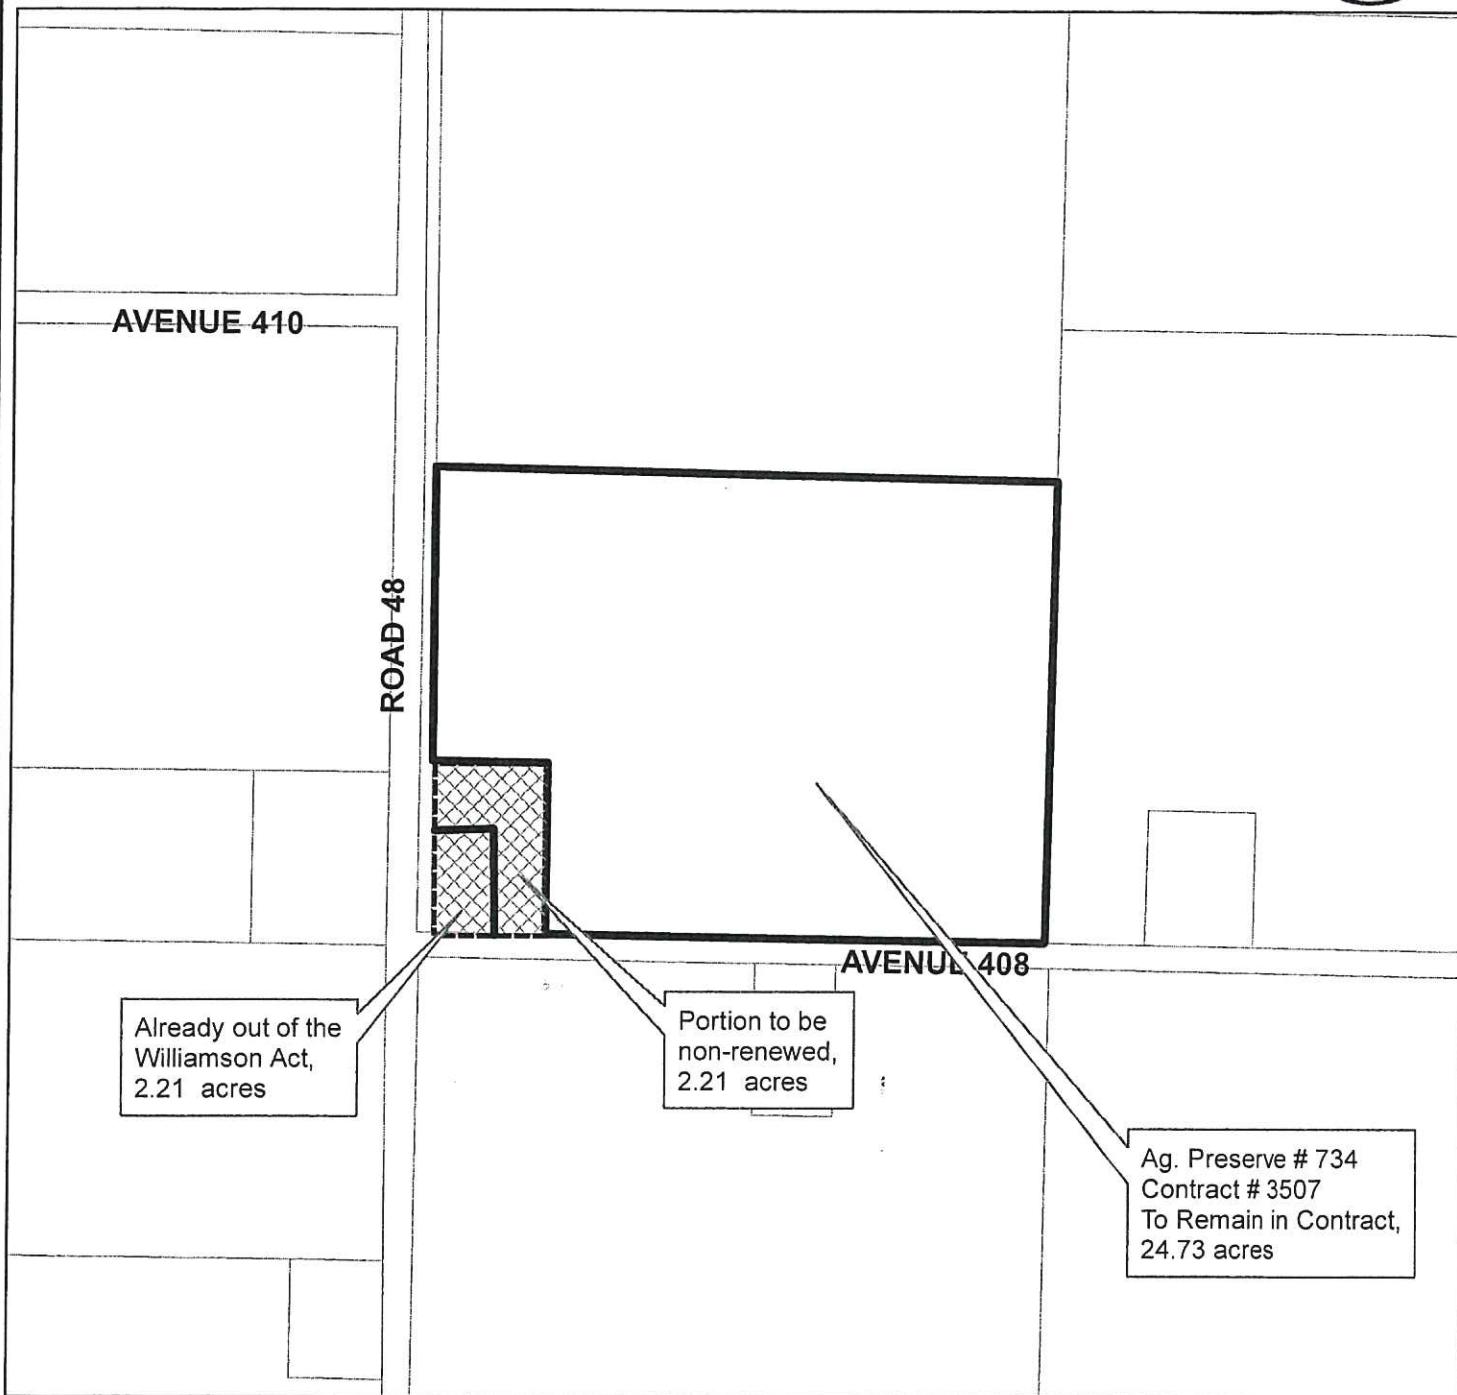 AVENUE 410
ROAD 48
AVENUE 408
Already out of the
Williamson Act,
2.21 acres
Portion to be
non-renewed,
2.21 acres
Ag. Preserve # 734
Contract # 3507
To Remain in Contract,
24.73 acres